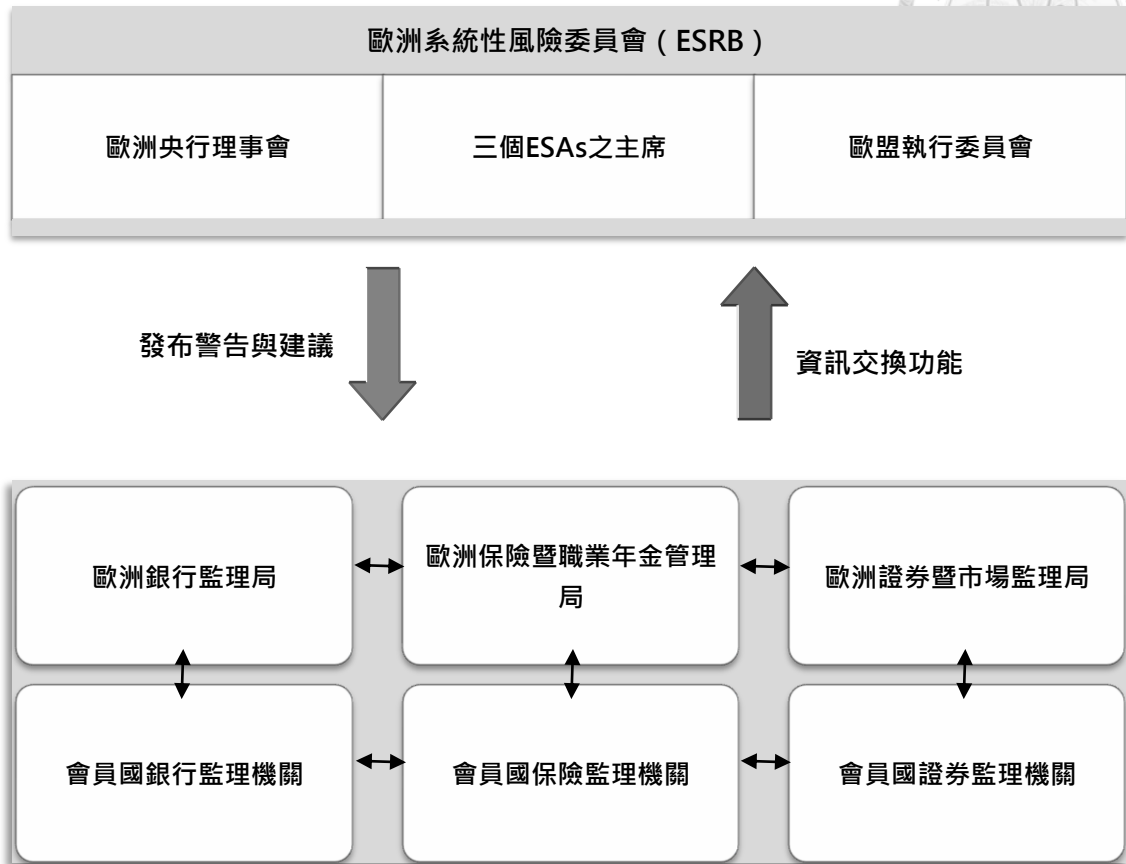 歐洲系統性風險委員會（ESRB）
歐洲央行理事會
三個ESAs之主席
歐盟執行委員會
發布警告與建議
資訊交換功能
歐洲銀行監理局
歐洲保險暨職業年金管理
局
歐洲證券暨市場監理局
會員國銀行監理機關
會員國保險監理機關
會員國證券監理機關